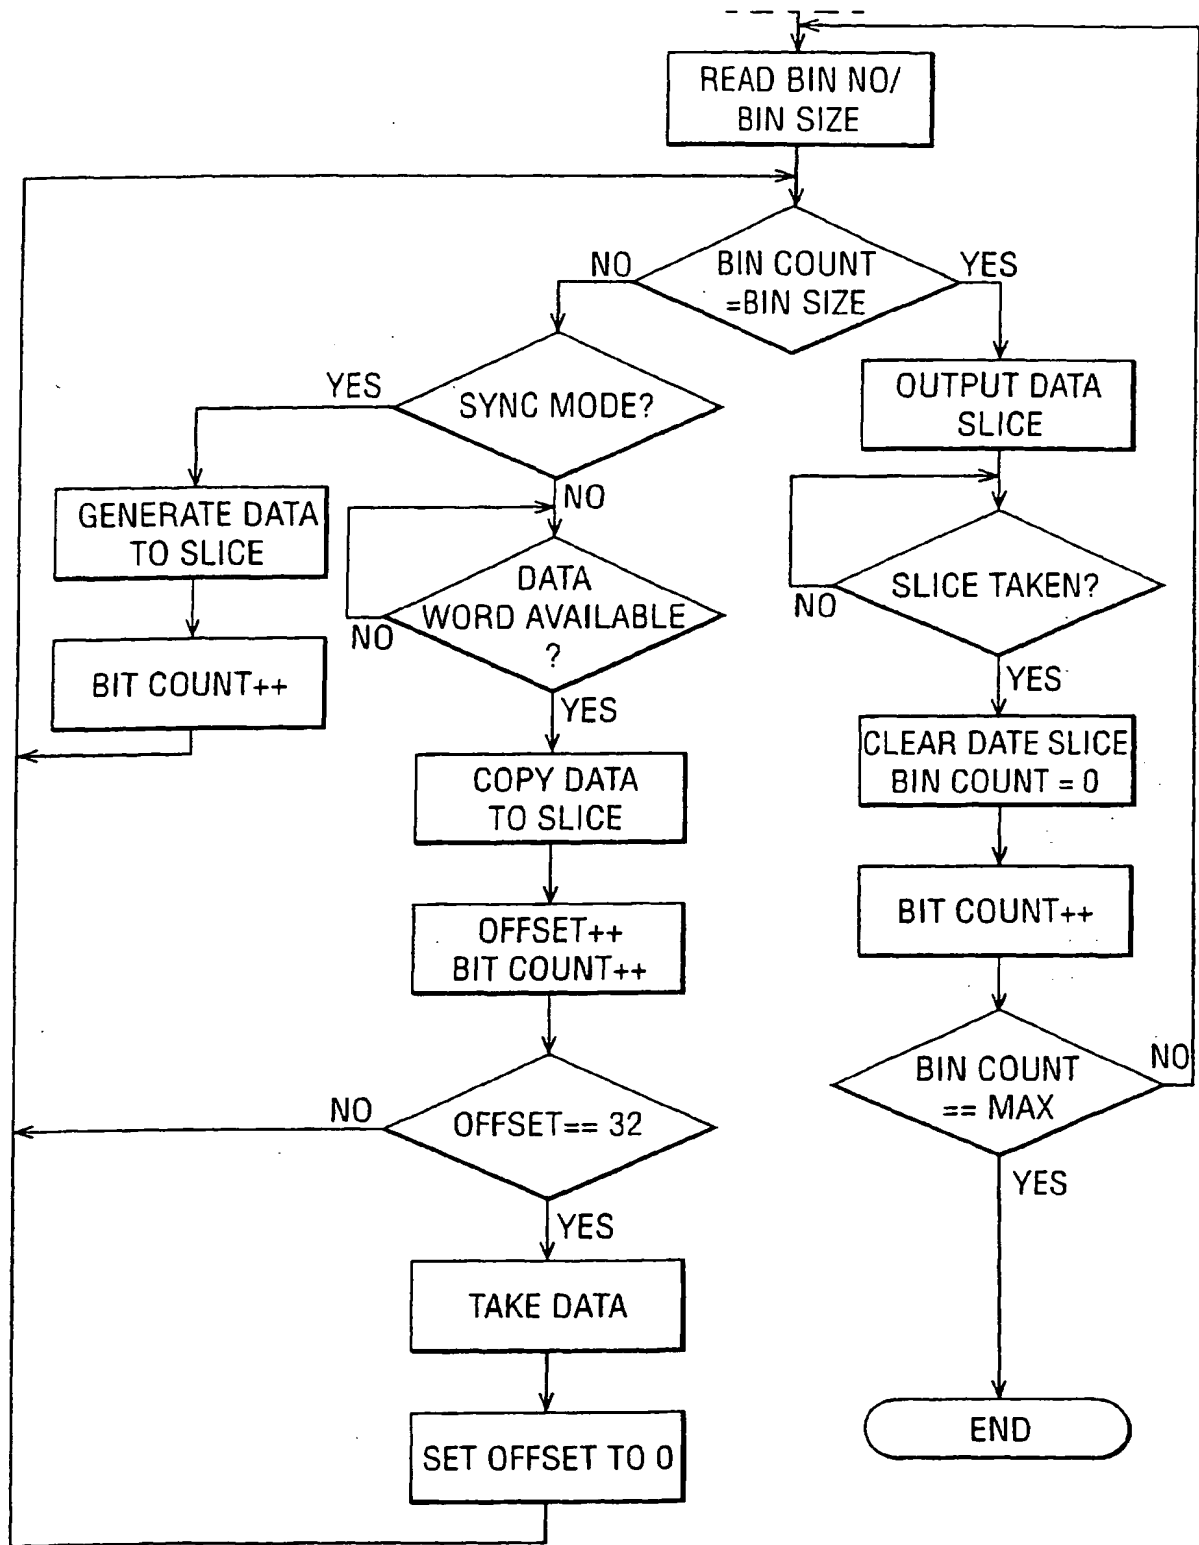 READ BIN NO/
BIN SIZE
BIN COUNT
=BIN SIZE
NO
YES
SYNC MODE?
YES
NO
GENERATE DATA
TO SLICE
BIT COUNT++
DATA
WORD AVAILABLE
?
NO
YES
COPY DATA
TO SLICE
OFFSET++
BIT COUNT++
OFFSET== 32
NO
YES
TAKE DATA
SET OFFSET TO 0
OUTPUT DATA
SLICE
SLICE TAKEN?
NO
YES
CLEAR DATE SLICE
BIN COUNT = 0
BIT COUNT++
BIN COUNT
== MAX
NO
YES
END